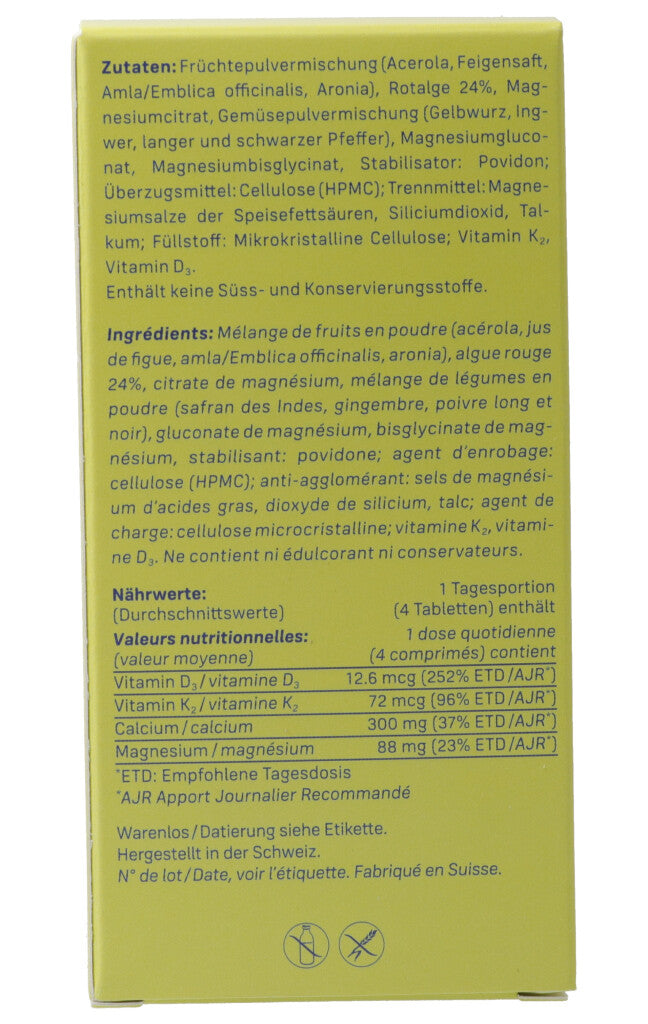 Zutaten: Früchtepulvermischung (Acerola, Feigensaft,
Amla/Emblica officinalis, Aronia), Rotalge 24%, Mag-
nesiumcitrat, Gemüsepulvermischung (Gelbwurz, Ing-
wer, langer und schwarzer Pfeffer), Magnesiumgluco-
nat, Magnesiumbisglycinat, Stabilisator: Povidon;
Überzugsmittel: Cellulose (HPMC); Trennmittel: Magne-
siumsalze der Speisefettsäuren, Siliciumdioxid, Tal-
kum; Füllstoff: Mikrokristalline Cellulose; Vitamin K₂,
Vitamin D₃.
Enthält keine Süss- und Konservierungsstoffe.
Ingrédients: Mélange de fruits en poudre (acérola, jus
de figue, amla/Emblica officinalis, aronia), algue rouge
24%, citrate de magnésium, mélange de légumes en
poudre (safran des Indes, gingembre, poivre long et
noir), gluconate de magnésium, bisglycinate de mag-
nésium, stabilisant: povidone; agent d'enrobage:
cellulose (HPMC); anti-agglomérant: sels de magnési-
um d'acides gras, dioxyde de silicium, talc; agent de
charge: cellulose microcristalline; vitamine K₂, vitami-
ne D₃. Ne contient ni édulcorant ni conservateurs.
Nährwerte: 1 Tagesportion
(Durchschnittswerte) (4 Tabletten) enthält
Valeurs nutritionnelles: 1 dose quotidienne
(valeur moyenne) (4 comprimés) contient
Vitamin D₃/vitamine D₃ 12.6 mcg (252% ETD/AJR*)
Vitamin K₂/vitamine K₂ 72 mcg (96% ETD/AJR*)
Calcium/calcium 300 mg (37% ETD/AJR*)
Magnesium/magnésium 88 mg (23% ETD/AJR*)
*ETD: Empfohlene Tagesdosis
*AJR Apport Journalier Recommandé
Warenlos/Datierung siehe Etikette.
Hergestellt in der Schweiz.
N° de lot/Date, voir l'étiquette. Fabriqué en Suisse.